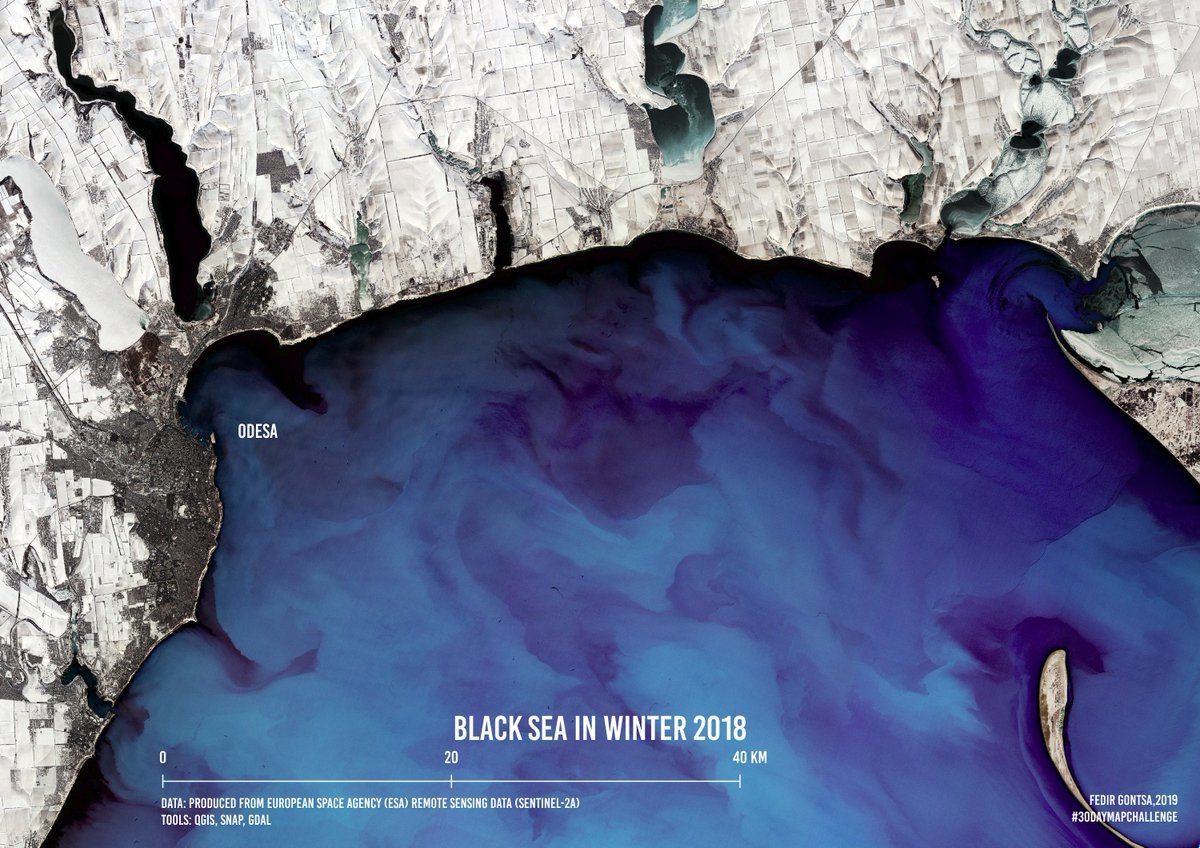 ODESA
BLACK SEA IN WINTER 2018
0 20 40 KM
DATA: PRODUCED FROM EUROPEAN SPACE AGENCY (ESA) REMOTE SENSING DATA (SENTINEL-2A)
TOOLS: QGIS, SNAP, GDAL
FEDIR GONTSA,2019
#30DAYMAPCHALLENGE